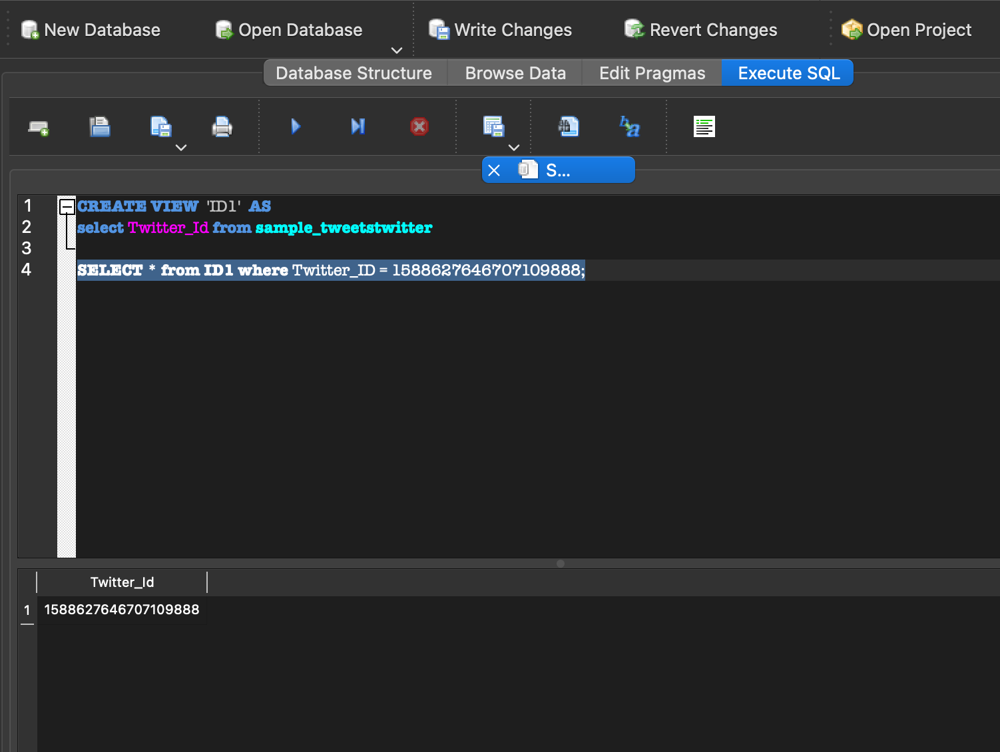 New Database Open Database Write Changes Revert Changes Open Project
Database Structure Browse Data Edit Pragmas Execute SQL
S...
1 CREATE VIEW 'ID1' AS
2 select Twitter_Id from sample_tweetstwitter
3
4 SELECT * from ID1 where Twitter_ID = 1588627646707109888;
Twitter_Id
1 1588627646707109888